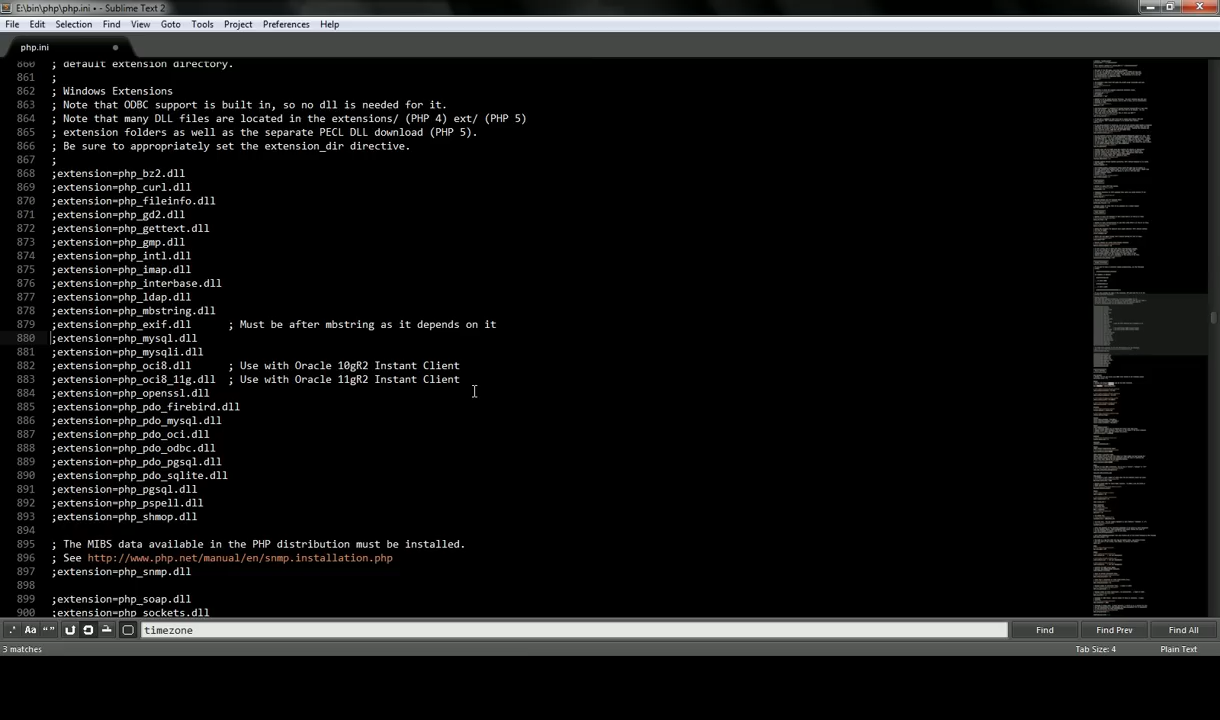 E:\bin\php\php.ini • - Sublime Text 2
File Edit Selection Find View Goto Tools Project Preferences Help
php.ini
860 ; default extension directory.
861 ;
862 ; Windows Extensions
863 ; Note that ODBC support is built in, so no dll is needed for it.
864 ; Note that many DLL files are located in the extensions/ (PHP 4) ext/ (PHP 5)
865 ; extension folders as well as the separate PECL DLL download (PHP 5).
866 ; Be sure to appropriately set the extension_dir directive.
867 ;
868 ;extension=php_bz2.dll
869 ;extension=php_curl.dll
870 ;extension=php_fileinfo.dll
871 ;extension=php_gd2.dll
872 ;extension=php_gettext.dll
873 ;extension=php_gmp.dll
874 ;extension=php_intl.dll
875 ;extension=php_imap.dll
876 ;extension=php_interbase.dll
877 ;extension=php_ldap.dll
878 ;extension=php_mbstring.dll
879 ;extension=php_exif.dll ; Must be after mbstring as it depends on it
880 ;extension=php_mysql.dll
881 ;extension=php_mysqli.dll
882 ;extension=php_oci8.dll ; Use with Oracle 10gR2 Instant Client
883 ;extension=php_oci8_11g.dll ; Use with Oracle 11gR2 Instant Client
884 ;extension=php_openssl.dll
885 ;extension=php_pdo_firebird.dll
886 ;extension=php_pdo_mysql.dll
887 ;extension=php_pdo_oci.dll
888 ;extension=php_pdo_odbc.dll
889 ;extension=php_pdo_pgsql.dll
890 ;extension=php_pdo_sqlite.dll
891 ;extension=php_pgsql.dll
892 ;extension=php_pspell.dll
893 ;extension=php_shmop.dll
894
895 ; The MIBS data available in the PHP distribution must be installed.
896 ; See http://www.php.net/manual/en/snmp.installation.php
897 ;extension=php_snmp.dll
898
899 ;extension=php_soap.dll
900 ;extension=php_sockets.dll
.* Aa “” timezone Find Find Prev Find All
3 matches Tab Size: 4 Plain Text